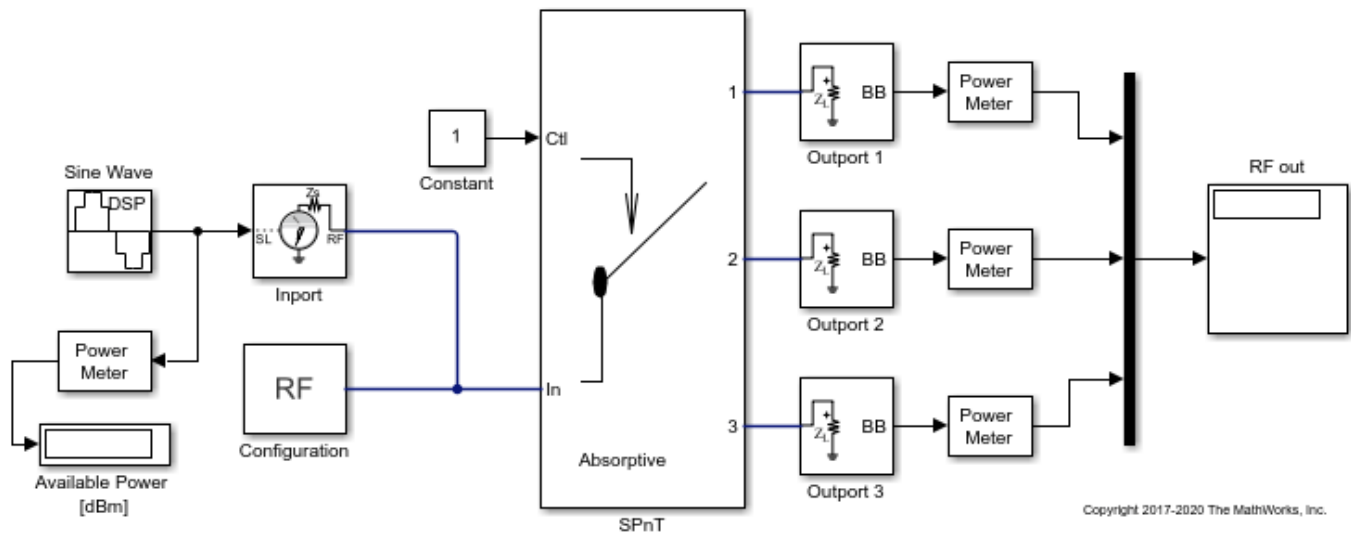 Sine Wave
DSP
Power
Meter
Available Power
[dBm]
Zs
SL
RF
Inport
RF
Configuration
1
Constant
Ctl
In
Absorptive
SPnT
1
2
3
ZL
BB
Outport 1
ZL
BB
Outport 2
ZL
BB
Outport 3
Power
Meter
Power
Meter
Power
Meter
RF out
Copyright 2017-2020 The MathWorks, Inc.